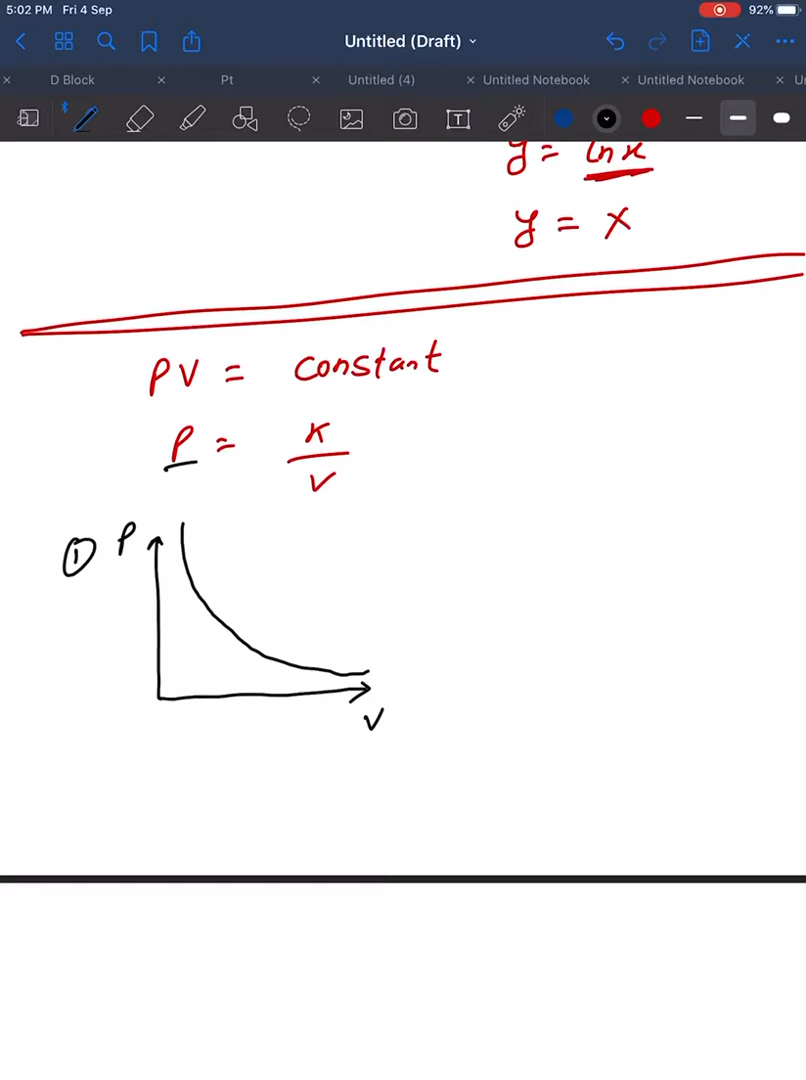 5:02 PM Fri 4 Sep 92%
Untitled (Draft)
D Block Pt Untitled (4) Untitled Notebook Untitled Notebook
T
y = ln x
y = x
PV = constant
P = K
V
① P
V